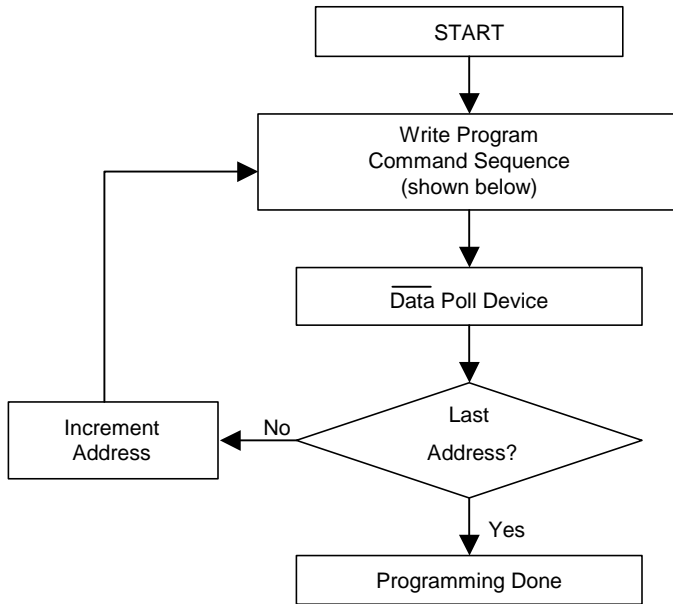 START
Write Program
Command Sequence
(shown below)
Data Poll Device
Last
Address?
No
Increment
Address
Yes
Programming Done